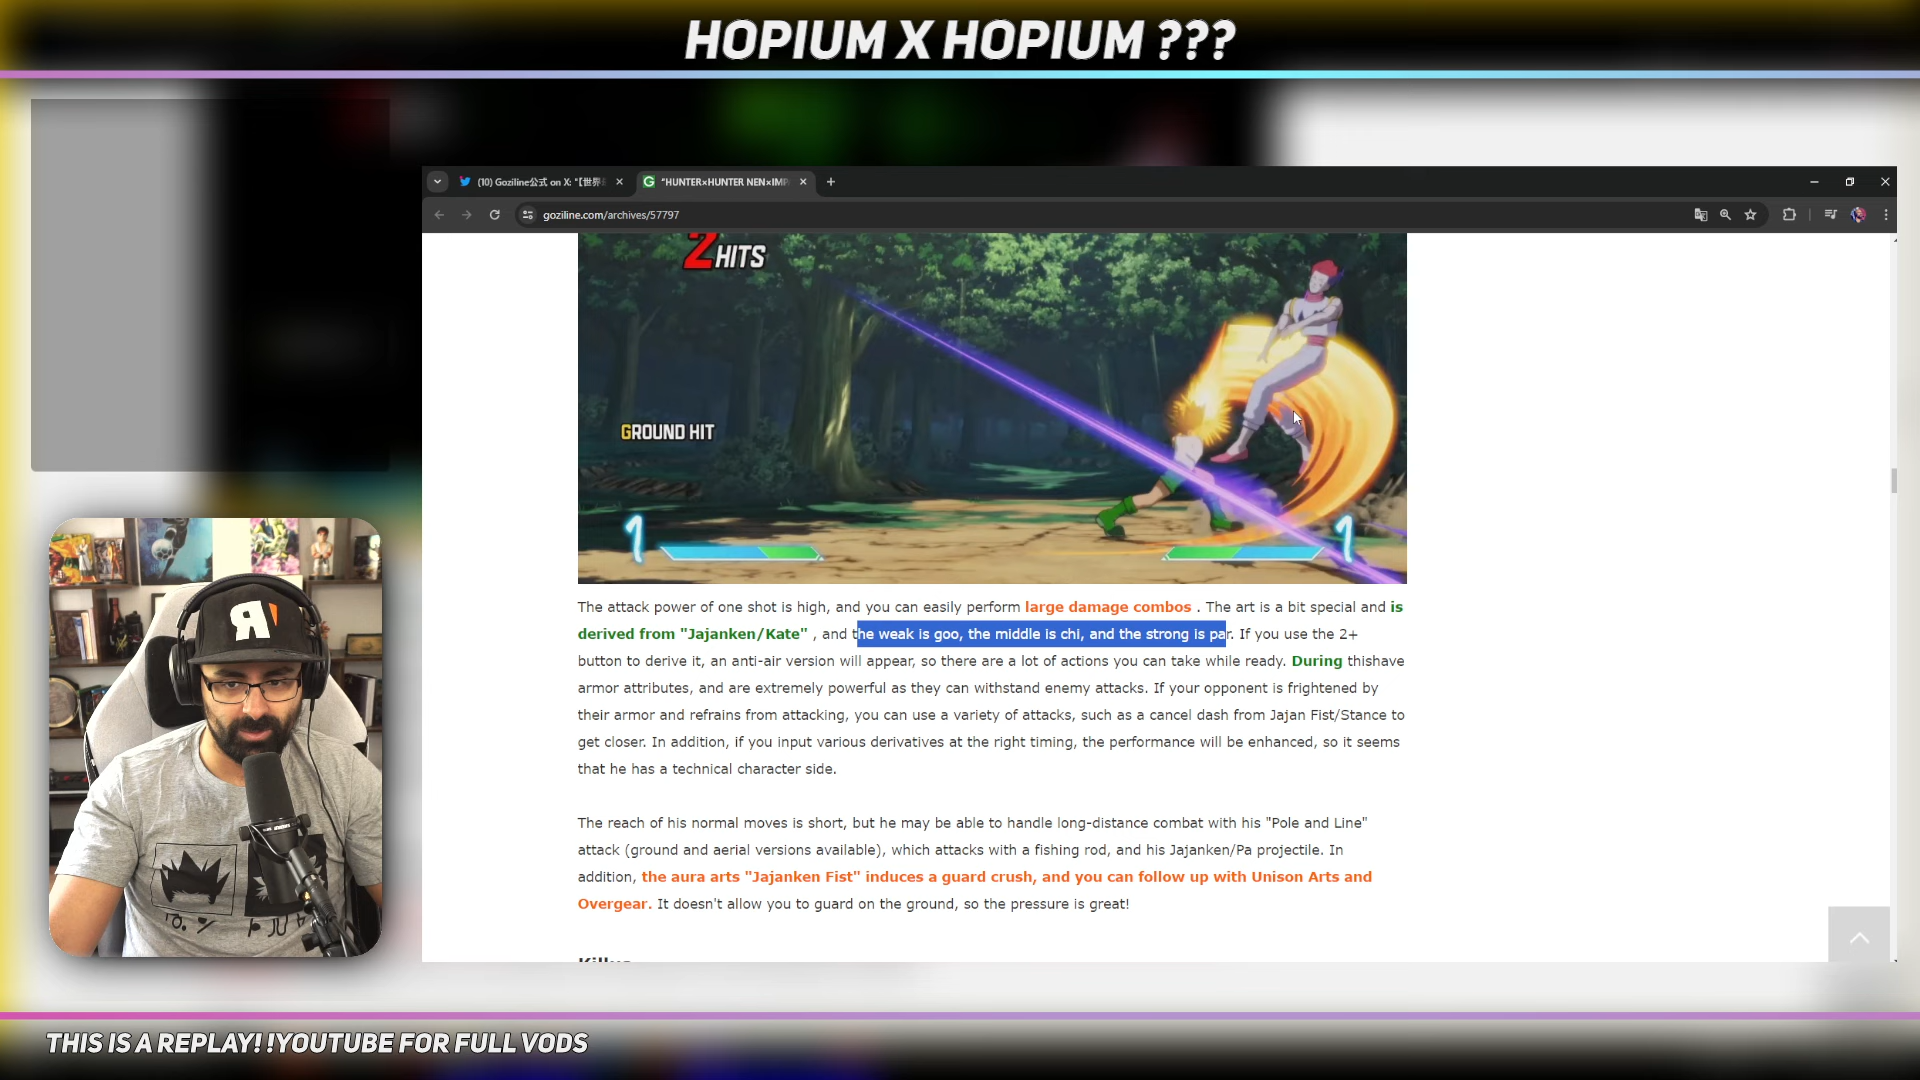 HOPIUM X HOPIUM ???
(10) Goziline公式 on X: "【世界
"HUNTER×HUNTER NEN×IMP
goziline.com/archives/57797
2 HITS
GROUND HIT
1
1
The attack power of one shot is high, and you can easily perform large damage combos . The art is a bit special and is
derived from "Jajanken/Kate" , and the weak is goo, the middle is chi, and the strong is par. If you use the 2+
button to derive it, an anti-air version will appear, so there are a lot of actions you can take while ready. During thishave
armor attributes, and are extremely powerful as they can withstand enemy attacks. If your opponent is frightened by
their armor and refrains from attacking, you can use a variety of attacks, such as a cancel dash from Jajan Fist/Stance to
get closer. In addition, if you input various derivatives at the right timing, the performance will be enhanced, so it seems
that he has a technical character side.
The reach of his normal moves is short, but he may be able to handle long-distance combat with his "Pole and Line"
attack (ground and aerial versions available), which attacks with a fishing rod, and his Jajanken/Pa projectile. In
addition, the aura arts "Jajanken Fist" induces a guard crush, and you can follow up with Unison Arts and
Overgear. It doesn't allow you to guard on the ground, so the pressure is great!
THIS IS A REPLAY! !YOUTUBE FOR FULL VODS